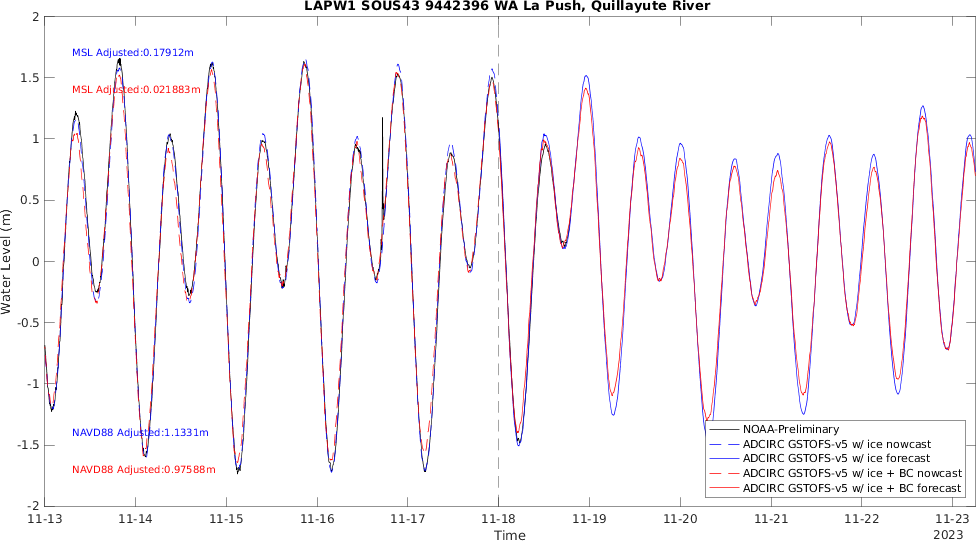 LAPW1 SOUS43 9442396 WA La Push, Quillayute River
2
1.5
1
0.5
0
-0.5
-1
-1.5
-2
Water Level (m)
MSL Adjusted:0.17912m
MSL Adjusted:0.021883m
NAVD88 Adjusted:1.1331m
NAVD88 Adjusted:0.97588m
NOAA-Preliminary
ADCIRC GSTOFS-v5 w/ ice nowcast
ADCIRC GSTOFS-v5 w/ ice forecast
ADCIRC GSTOFS-v5 w/ ice + BC nowcast
ADCIRC GSTOFS-v5 w/ ice + BC forecast
11-13 11-14 11-15 11-16 11-17 11-18 11-19 11-20 11-21 11-22 11-23
Time
2023